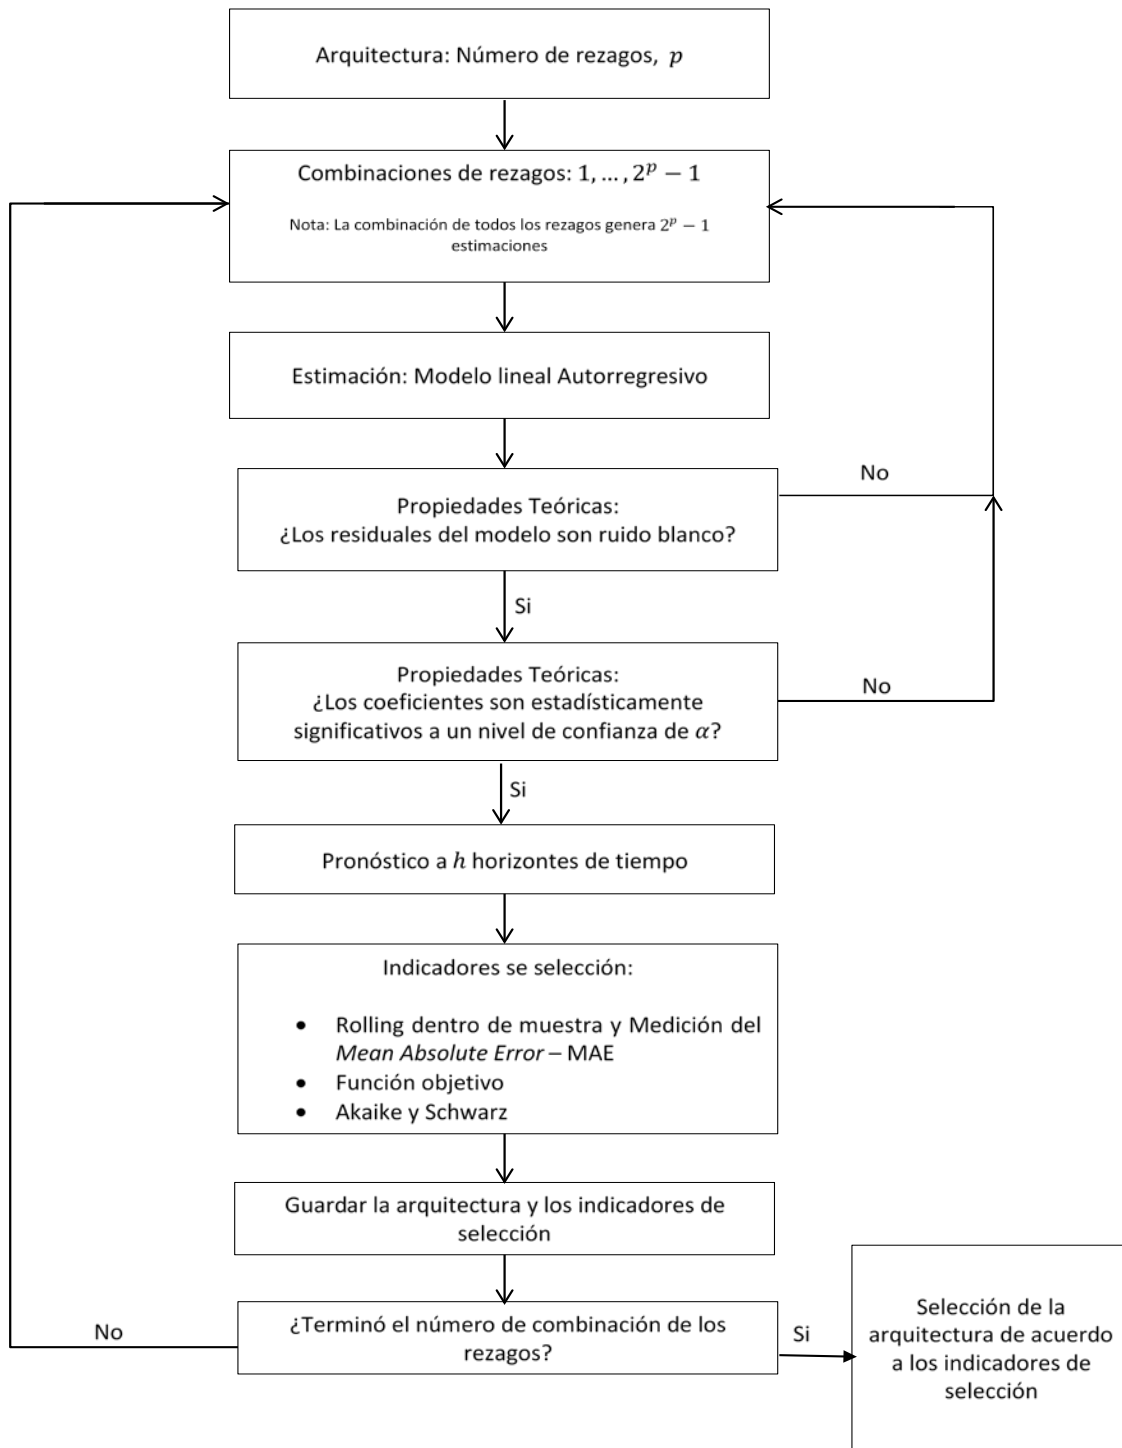 Arquitectura: Número de rezagos, p
Combinaciones de rezagos: 1, … , 2^p − 1
Nota: La combinación de todos los rezagos genera 2^p − 1
estimaciones
Estimación: Modelo lineal Autorregresivo
Propiedades Teóricas:
¿Los residuales del modelo son ruido blanco?
No
Si
Propiedades Teóricas:
¿Los coeficientes son estadísticamente
significativos a un nivel de confianza de α?
No
Si
Pronóstico a h horizontes de tiempo
Indicadores se selección:
• Rolling dentro de muestra y Medición del
Mean Absolute Error – MAE
• Función objetivo
• Akaike y Schwarz
Guardar la arquitectura y los indicadores de
selección
¿Terminó el número de combinación de los
rezagos?
No
Si
Selección de la
arquitectura de acuerdo
a los indicadores de
selección